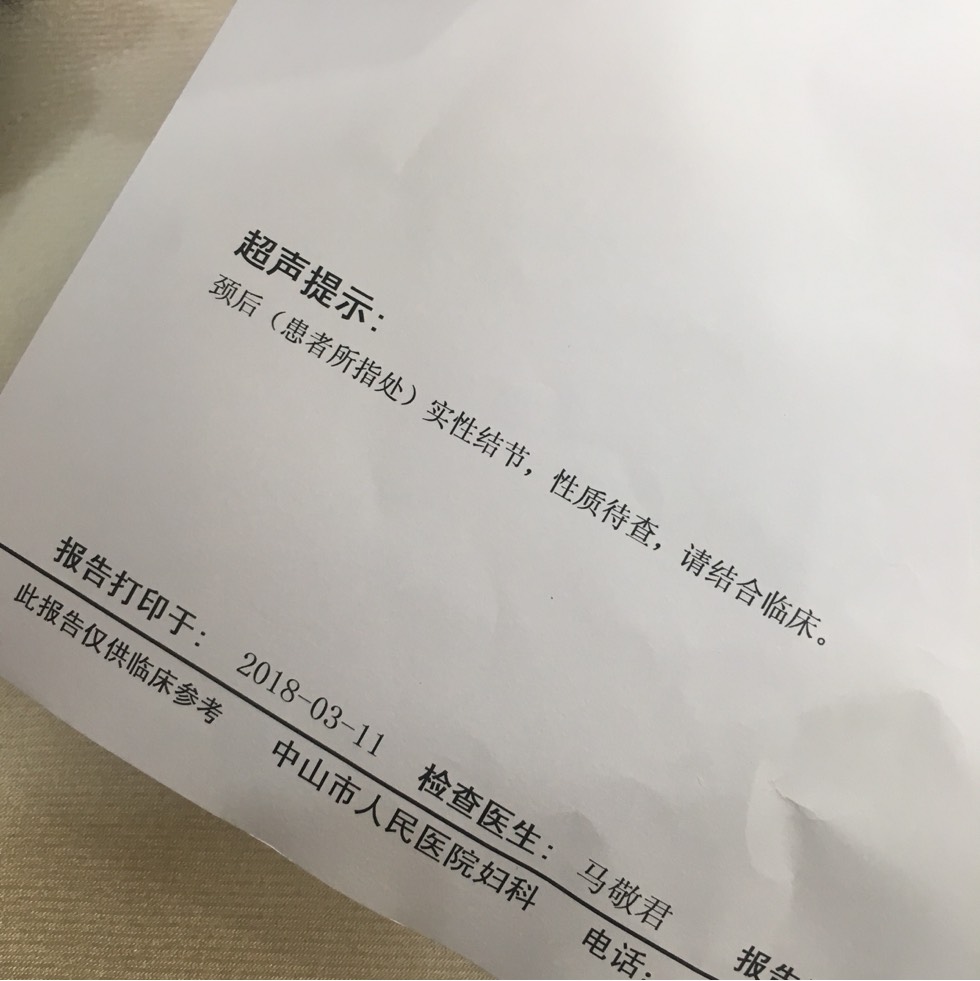 超声提示：
颈后（患者所指处）实性结节，性质待查，请结合临床。
报告打印于： 2018-03-11 检查医生： 马敬君 报告
此报告仅供临床参考 中山市人民医院妇科 电话：